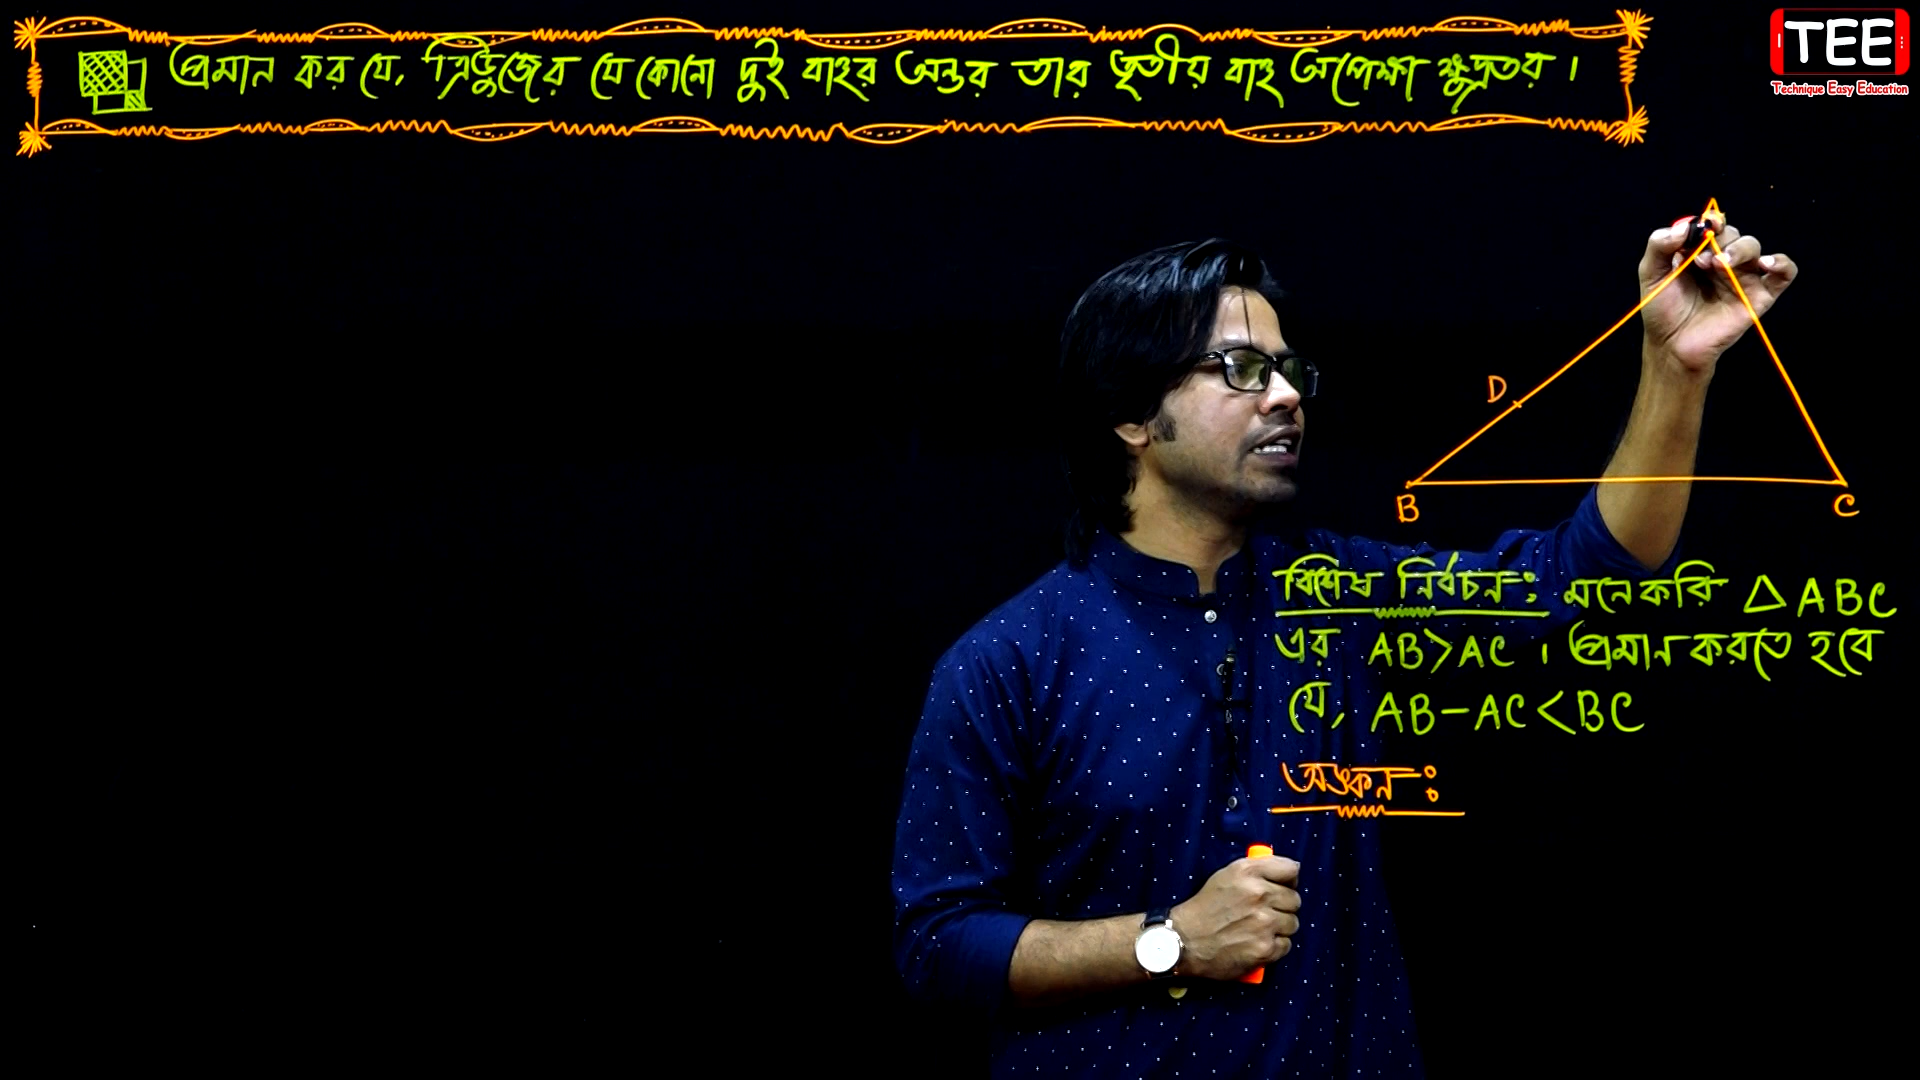 প্রমান কর যে, ত্রিভুজের যে কোনো দুই বাহুর অন্তর তার তৃতীয় বাহু অপেক্ষা ক্ষুদ্রতর।
TEE
Technique Easy Education
A
D
B
C
বিশেষ নির্বচন: মনেকরি △ABC
এর AB>AC । প্রমান করতে হবে
যে, AB-AC<BC
অঙ্কন: